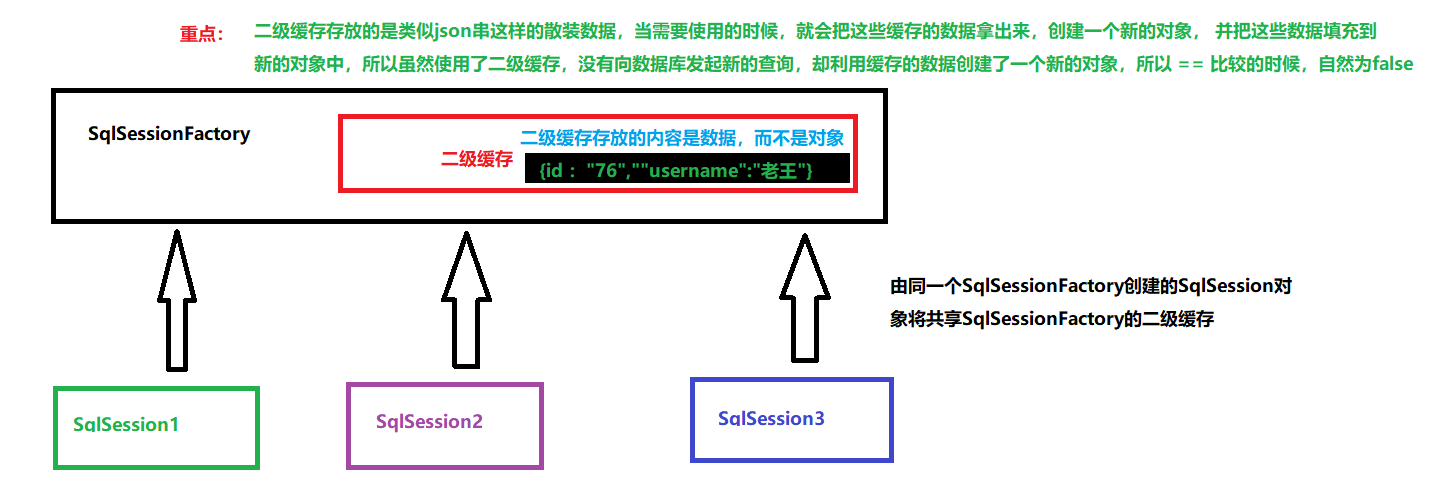 重点：
二级缓存存放的是类似json串这样的散装数据，当需要使用的时候，就会把这些缓存的数据拿出来，创建一个新的对象， 并把这些数据填充到
新的对象中，所以虽然使用了二级缓存，没有向数据库发起新的查询，却利用缓存的数据创建了一个新的对象，所以 == 比较的时候，自然为false
SqlSessionFactory
二级缓存存放的内容是数据，而不是对象
二级缓存
{id： "76",""username":"老王"}
由同一个SqlSessionFactory创建的SqlSession对
象将共享SqlSessionFactory的二级缓存
SqlSession1
SqlSession2
SqlSession3